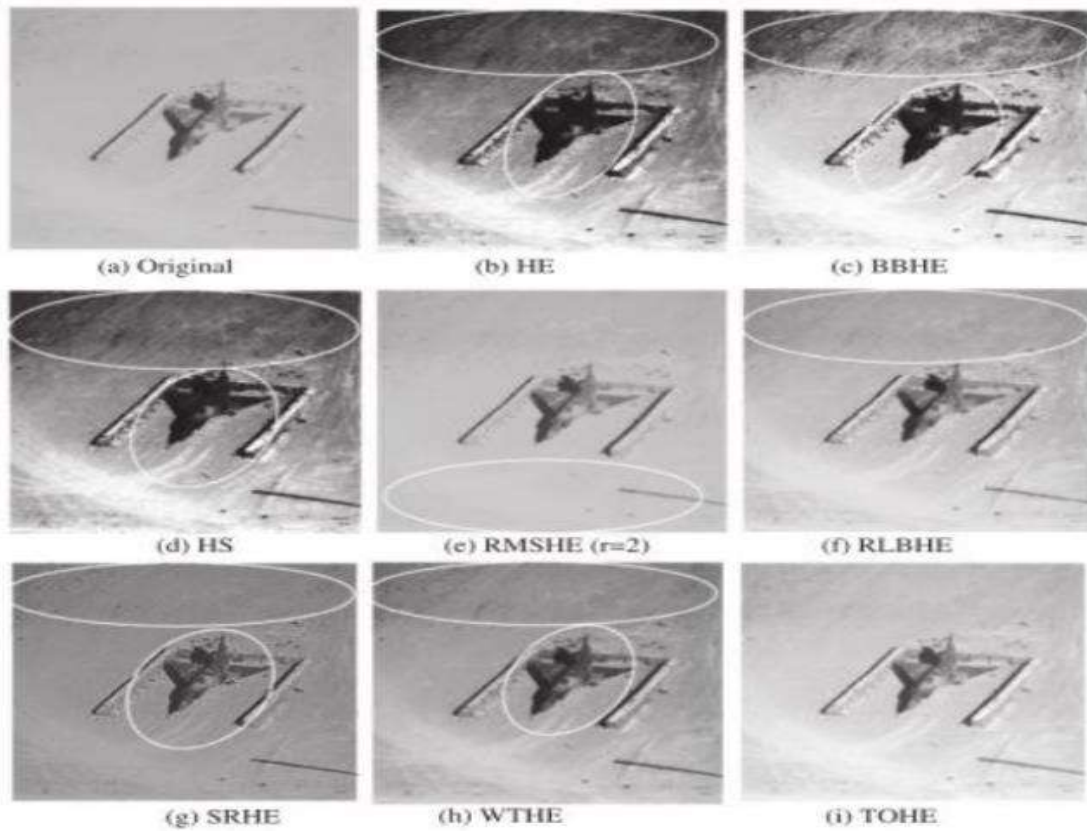 (a) Original
(b) HE
(c) BBHE
(d) HS
(e) RMSHE (r=2)
(f) RLBHE
(g) SRHE
(h) WTHE
(i) TOHE